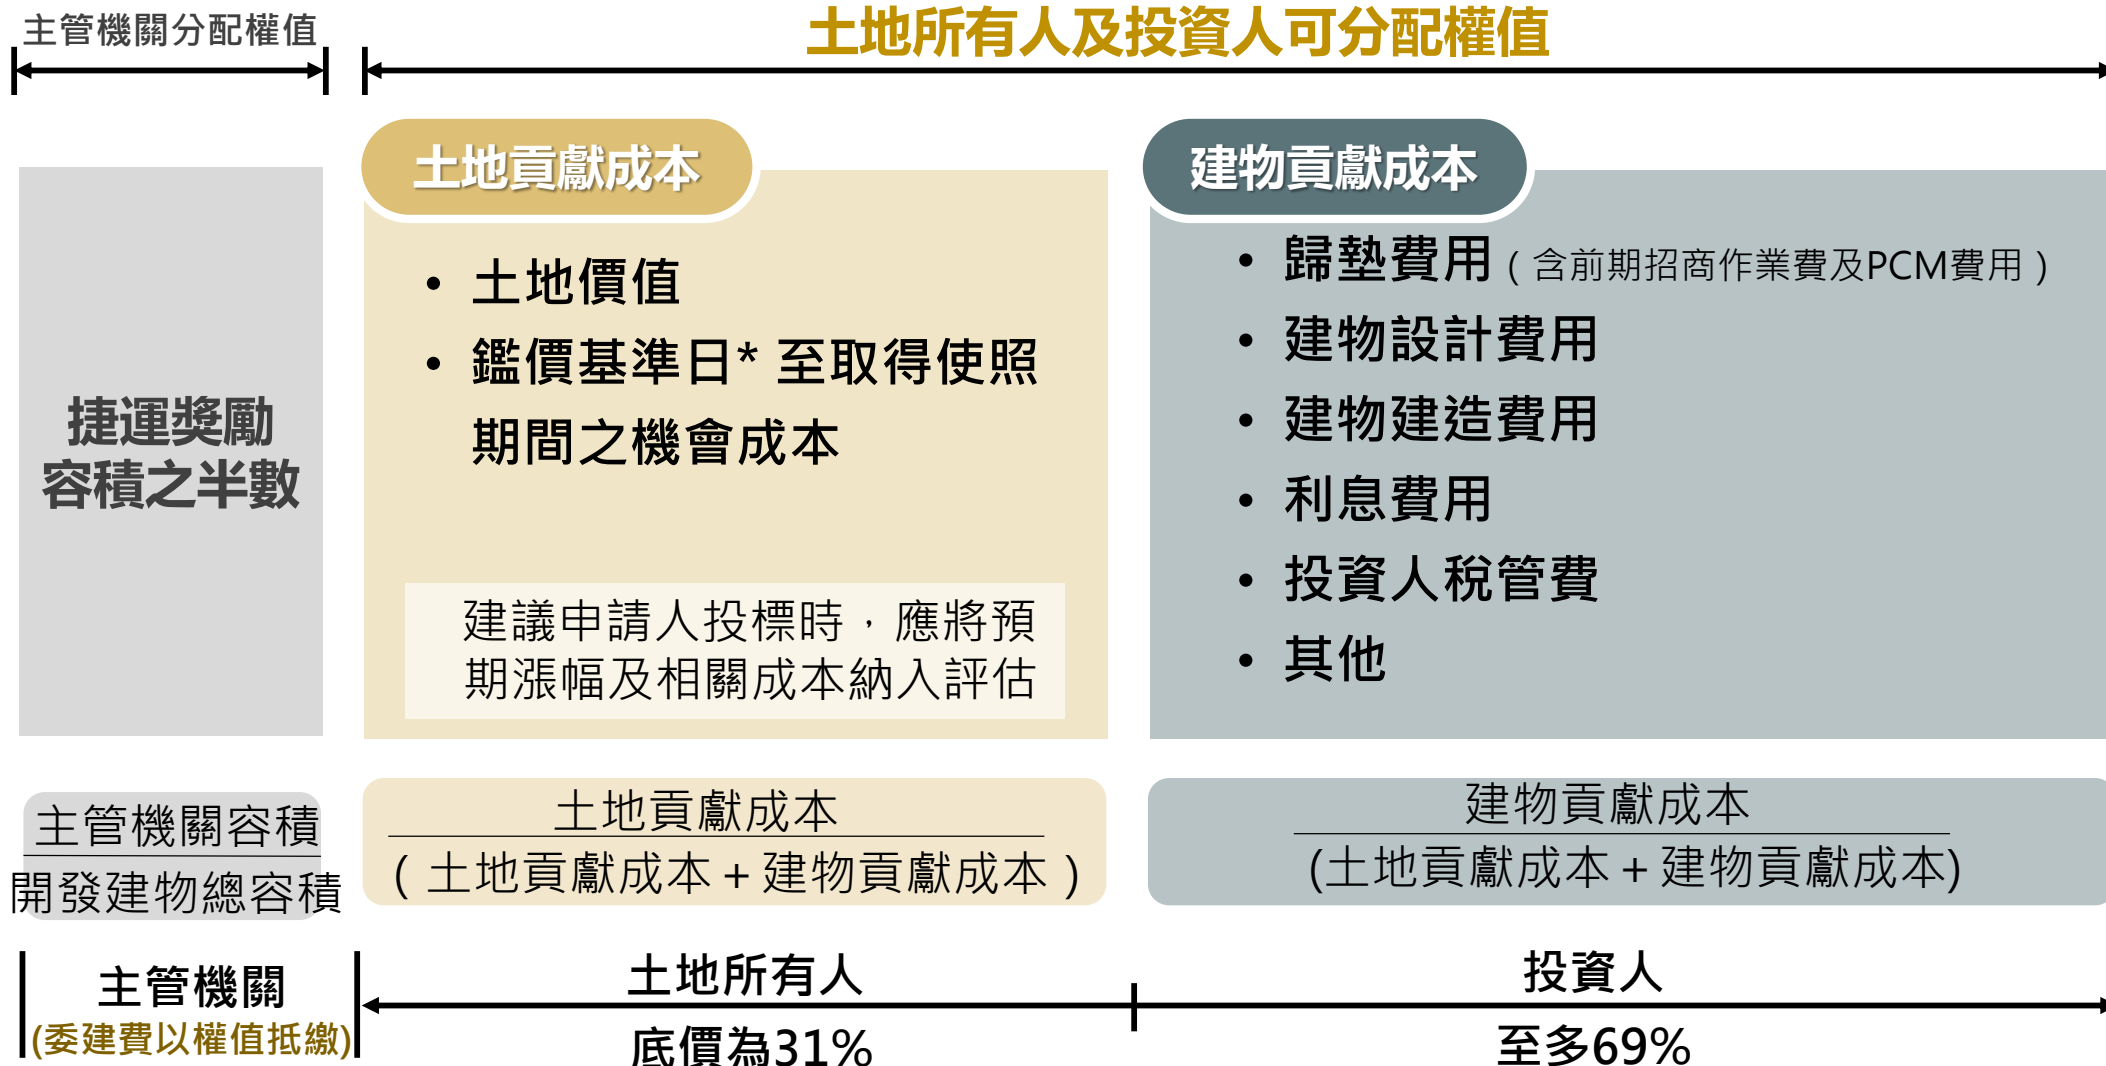 主管機關分配權值
土地所有人及投資人可分配權值
捷運獎勵
容積之半數
土地貢獻成本
• 土地價值
• 鑑價基準日* 至取得使照
期間之機會成本
建議申請人投標時，應將預
期漲幅及相關成本納入評估
建物貢獻成本
• 歸墊費用（含前期招商作業費及PCM費用）
• 建物設計費用
• 建物建造費用
• 利息費用
• 投資人稅管費
• 其他
主管機關容積
開發建物總容積
土地貢獻成本
（土地貢獻成本+建物貢獻成本）
建物貢獻成本
(土地貢獻成本+建物貢獻成本)
主管機關
(委建費以權值抵繳)
土地所有人
底價為31%
投資人
至多69%